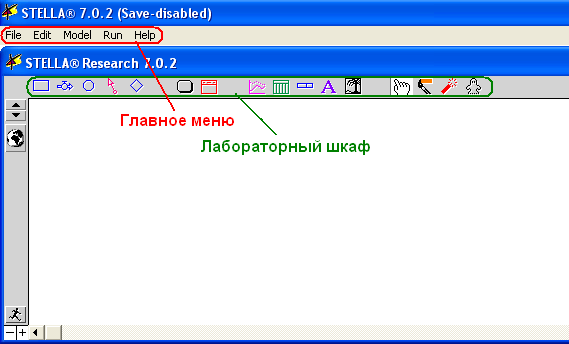 STELLA® 7.0.2 (Save-disabled)
File Edit Model Run Help
STELLA® Research 7.0.2
A
Главное меню
Лабораторный шкаф